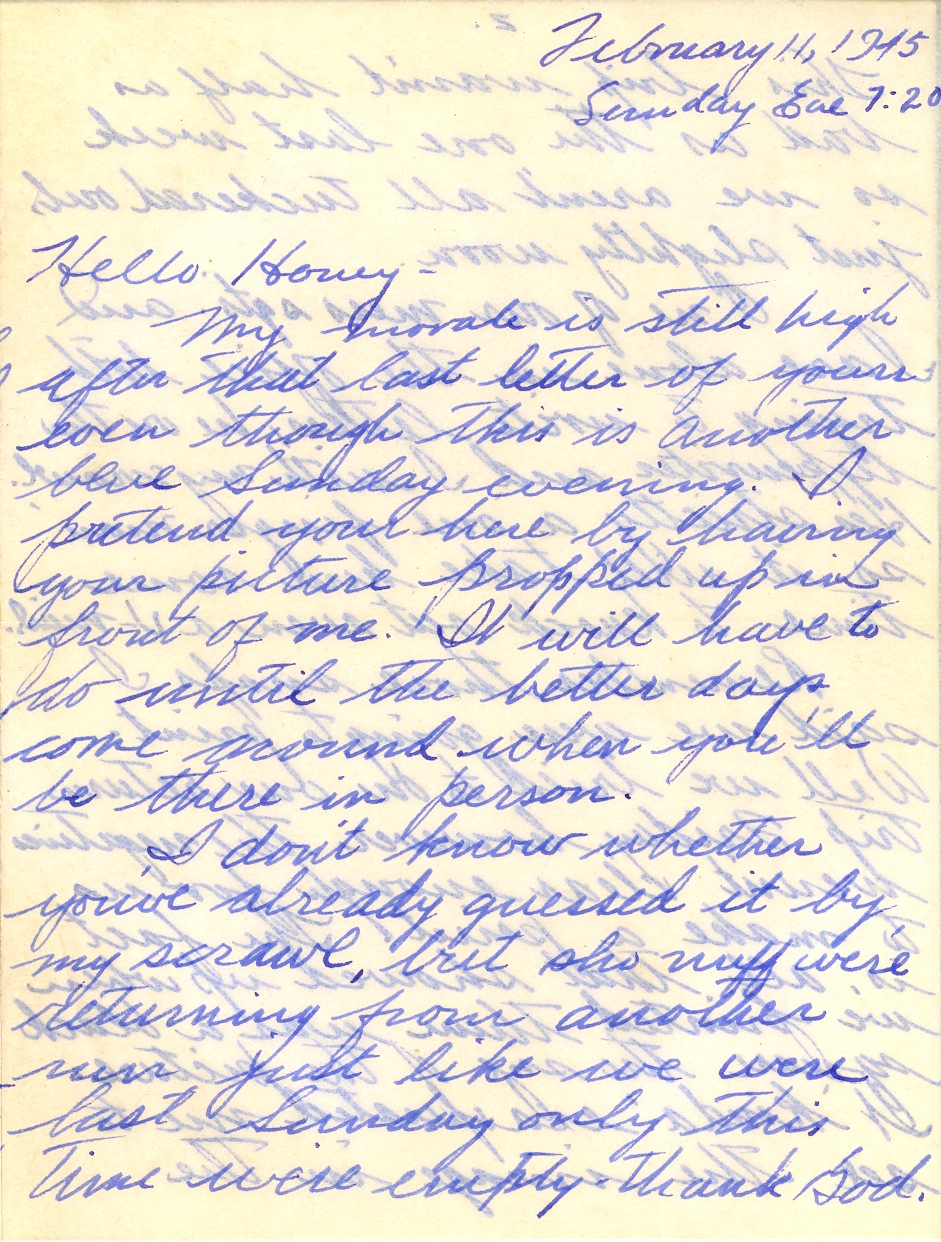 February 11, 1945
Sunday Eve 7:20
Hello Honey-
My morale is still high
after that last letter of yours
even though this is another
blue Sunday evening. I
pretend your here by having
your picture propped up in
front of me. It will have to
do until the better days
come around when you'll
be there in person.
I don't know whether
you've already guessed it by
my scrawl, but sho nuff we're
returning from another
run just like we were
last Sunday only this
time we're empty-thank God.